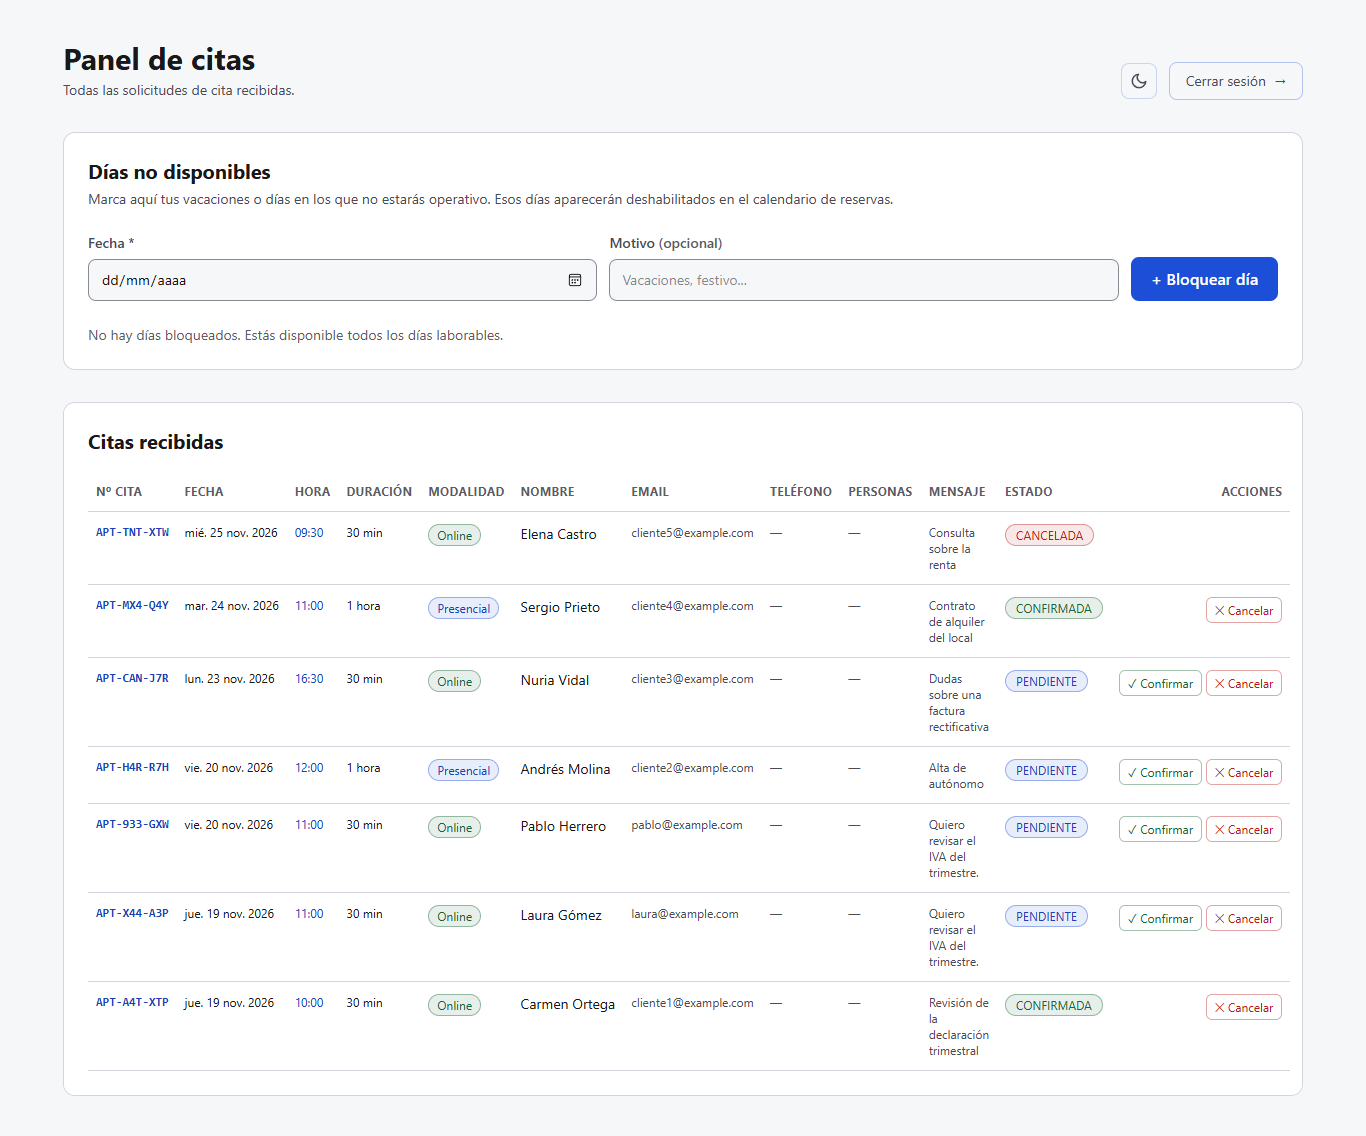 Panel de citas
Todas las solicitudes de cita recibidas.
Cerrar sesión →
Días no disponibles
Marca aquí tus vacaciones o días en los que no estarás operativo. Esos días aparecerán deshabilitados en el calendario de reservas.
Fecha * Motivo (opcional)
dd/mm/aaaa Vacaciones, festivo... + Bloquear día
No hay días bloqueados. Estás disponible todos los días laborables.
Citas recibidas
Nº CITA FECHA HORA DURACIÓN MODALIDAD NOMBRE EMAIL TELÉFONO PERSONAS MENSAJE ESTADO ACCIONES
APT-TNT-XTW mié. 25 nov. 2026 09:30 30 min Online Elena Castro cliente5@example.com — — Consulta CANCELADA
sobre la
renta
APT-MX4-Q4Y mar. 24 nov. 2026 11:00 1 hora Presencial Sergio Prieto cliente4@example.com — — Contrato CONFIRMADA × Cancelar
de alquiler
del local
APT-CAN-J7R lun. 23 nov. 2026 16:30 30 min Online Nuria Vidal cliente3@example.com — — Dudas PENDIENTE ✓ Confirmar × Cancelar
sobre una
factura
rectificativa
APT-H4R-R7H vie. 20 nov. 2026 12:00 1 hora Presencial Andrés Molina cliente2@example.com — — Alta de PENDIENTE ✓ Confirmar × Cancelar
autónomo
APT-933-GXW vie. 20 nov. 2026 11:00 30 min Online Pablo Herrero pablo@example.com — — Quiero PENDIENTE ✓ Confirmar × Cancelar
revisar el
IVA del
trimestre.
APT-X44-A3P jue. 19 nov. 2026 11:00 30 min Online Laura Gómez laura@example.com — — Quiero PENDIENTE ✓ Confirmar × Cancelar
revisar el
IVA del
trimestre.
APT-A4T-XTP jue. 19 nov. 2026 10:00 30 min Online Carmen Ortega cliente1@example.com — — Revisión de CONFIRMADA × Cancelar
la
declaración
trimestral